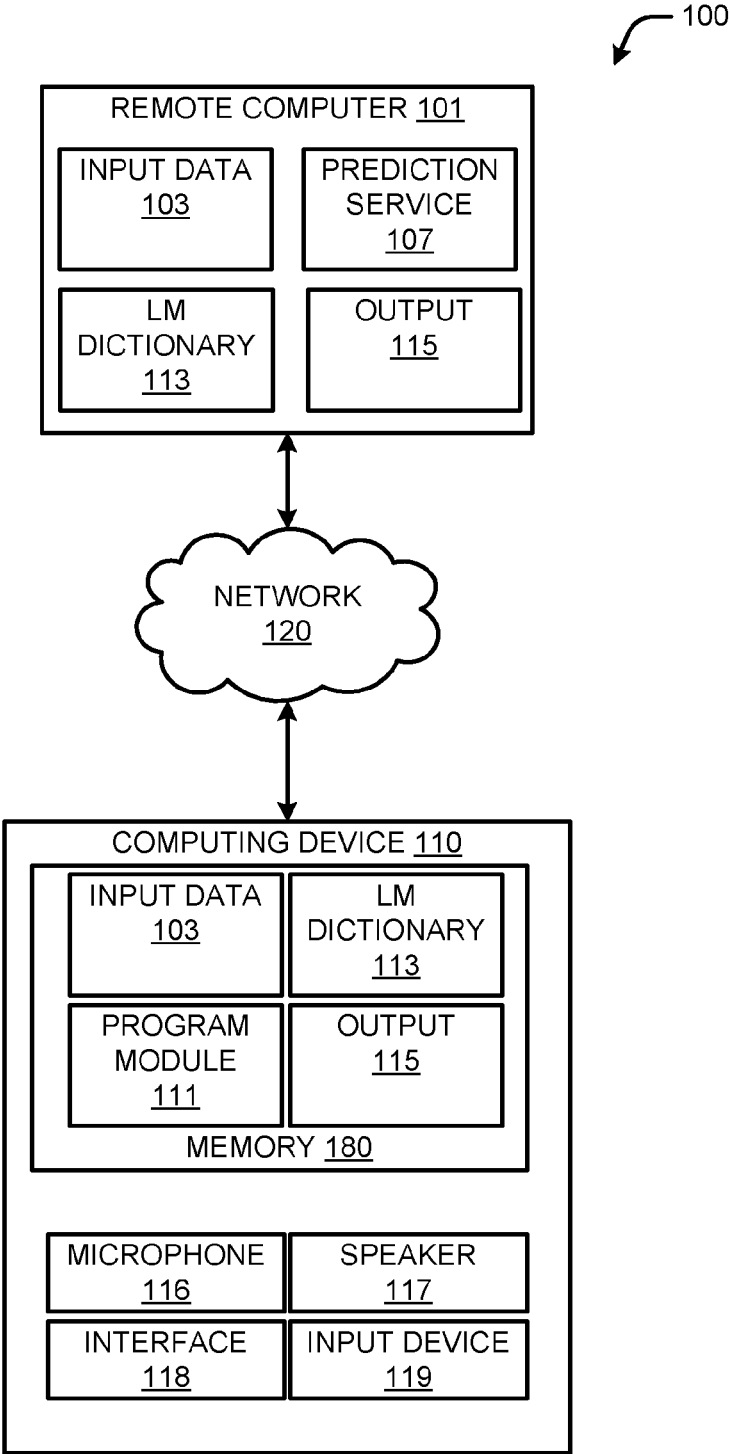 100
REMOTE COMPUTER 101
INPUT DATA
103
PREDICTION
SERVICE
107
LM
DICTIONARY
113
OUTPUT
115
NETWORK
120
COMPUTING DEVICE 110
INPUT DATA
103
LM
DICTIONARY
113
PROGRAM
MODULE
111
OUTPUT
115
MEMORY 180
MICROPHONE
116
SPEAKER
117
INTERFACE
118
INPUT DEVICE
119